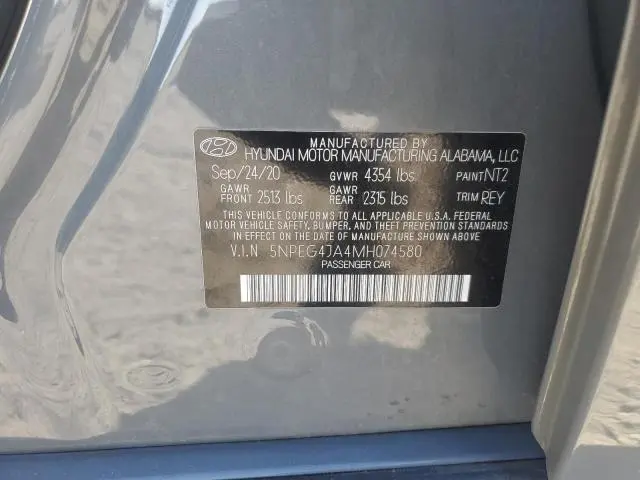 MANUFACTURED BY
HYUNDAI MOTOR MANUFACTURING ALABAMA, LLC
Sep/24/20 GVWR 4354 lbs PAINT NT2
GAWR FRONT 2513 lbs GAWR REAR 2315 lbs TRIM REY
THIS VEHICLE CONFORMS TO ALL APPLICABLE U.S.A. FEDERAL
MOTOR VEHICLE SAFETY, BUMPER, AND THEFT PREVENTION
STANDARDS IN EFFECT ON THE DATE OF MANUFACTURE SHOWN ABOVE.
V.I.N 5NPEG4JA4MH074580
PASSENGER CAR